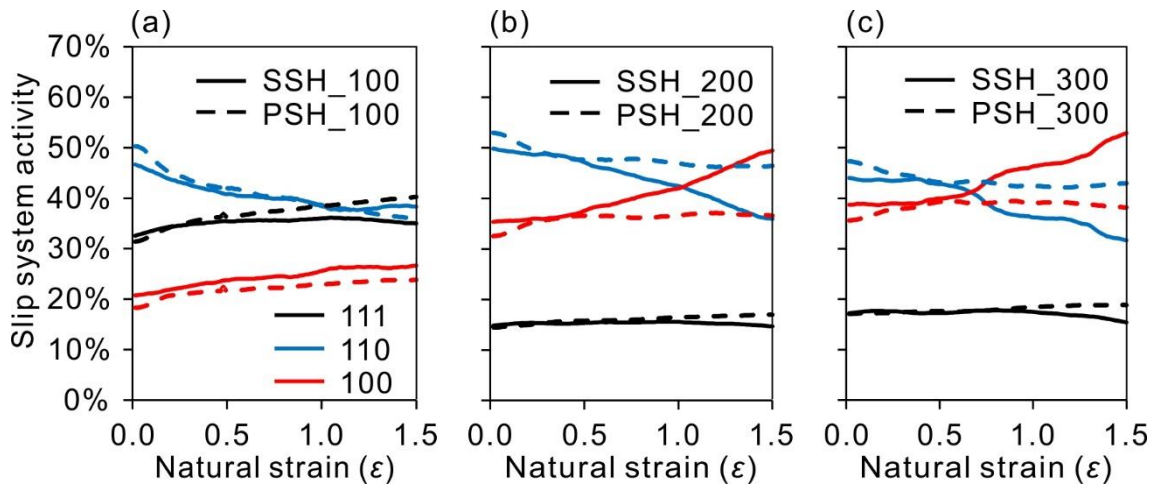 (a)
(b)
(c)
Slip system activity
70%
60%
50%
40%
30%
20%
10%
0%
SSH_100
PSH_100
111
110
100
0.0 0.5 1.0 1.5
Natural strain (ε)
SSH_200
PSH_200
0.0 0.5 1.0 1.5
Natural strain (ε)
SSH_300
PSH_300
0.0 0.5 1.0 1.5
Natural strain (ε)